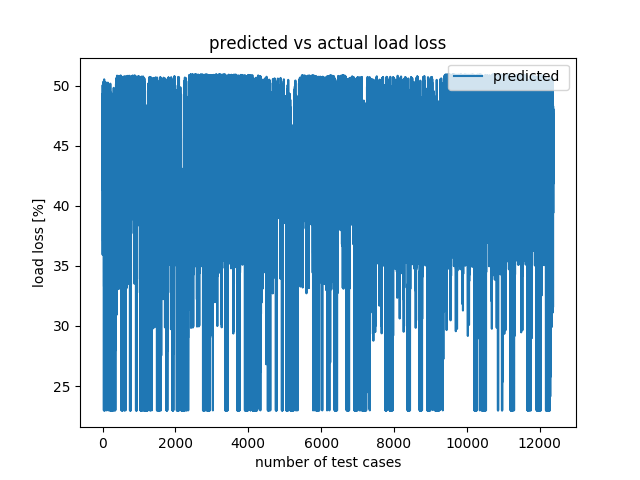 predicted vs actual load loss
predicted
50
45
40
35
30
25
load loss [%]
0 2000 4000 6000 8000 10000 12000
number of test cases